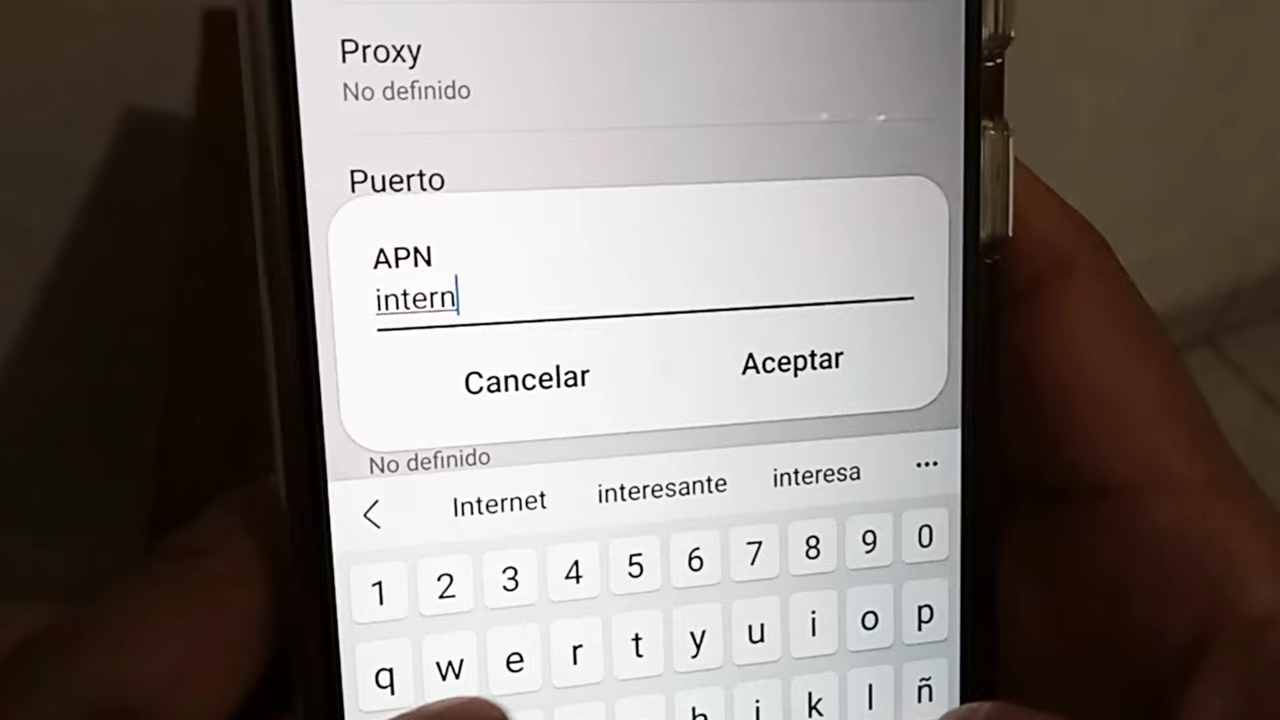 Proxy
No definido
Puerto
APN
intern
Cancelar Aceptar
No definido
Internet interesante interesa ...
1 2 3 4 5 6 7 8 9 0
q w e r t y u i o p
h j k l ñ